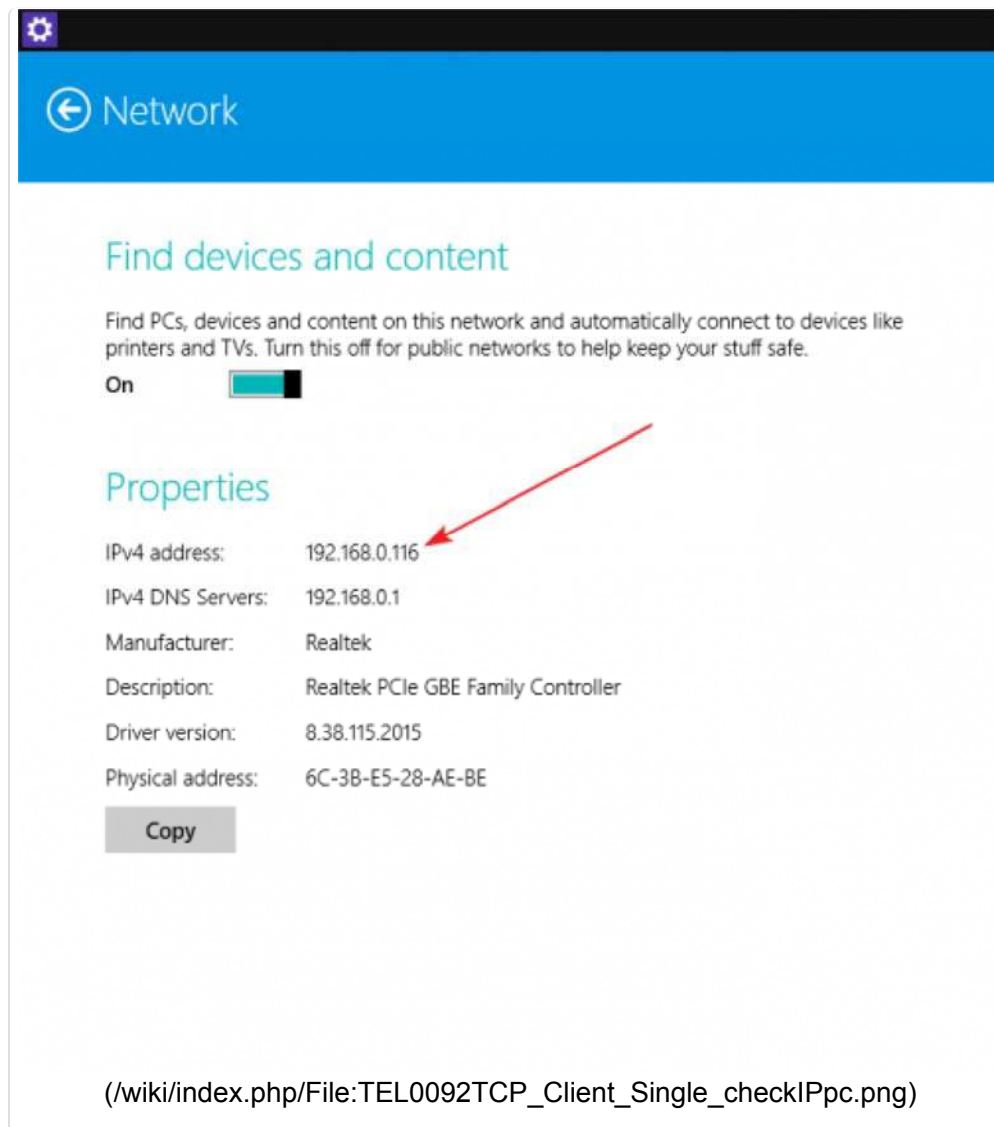 Network
Find devices and content
Find PCs, devices and content on this network and automatically connect to devices like
printers and TVs. Turn this off for public networks to help keep your stuff safe.
On
Properties
IPv4 address: 192.168.0.116
IPv4 DNS Servers: 192.168.0.1
Manufacturer: Realtek
Description: Realtek PCIe GBE Family Controller
Driver version: 8.38.115.2015
Physical address: 6C-3B-E5-28-AE-BE
Copy
(/wiki/index.php/File:TEL0092TCP_Client_Single_checkIPpc.png)